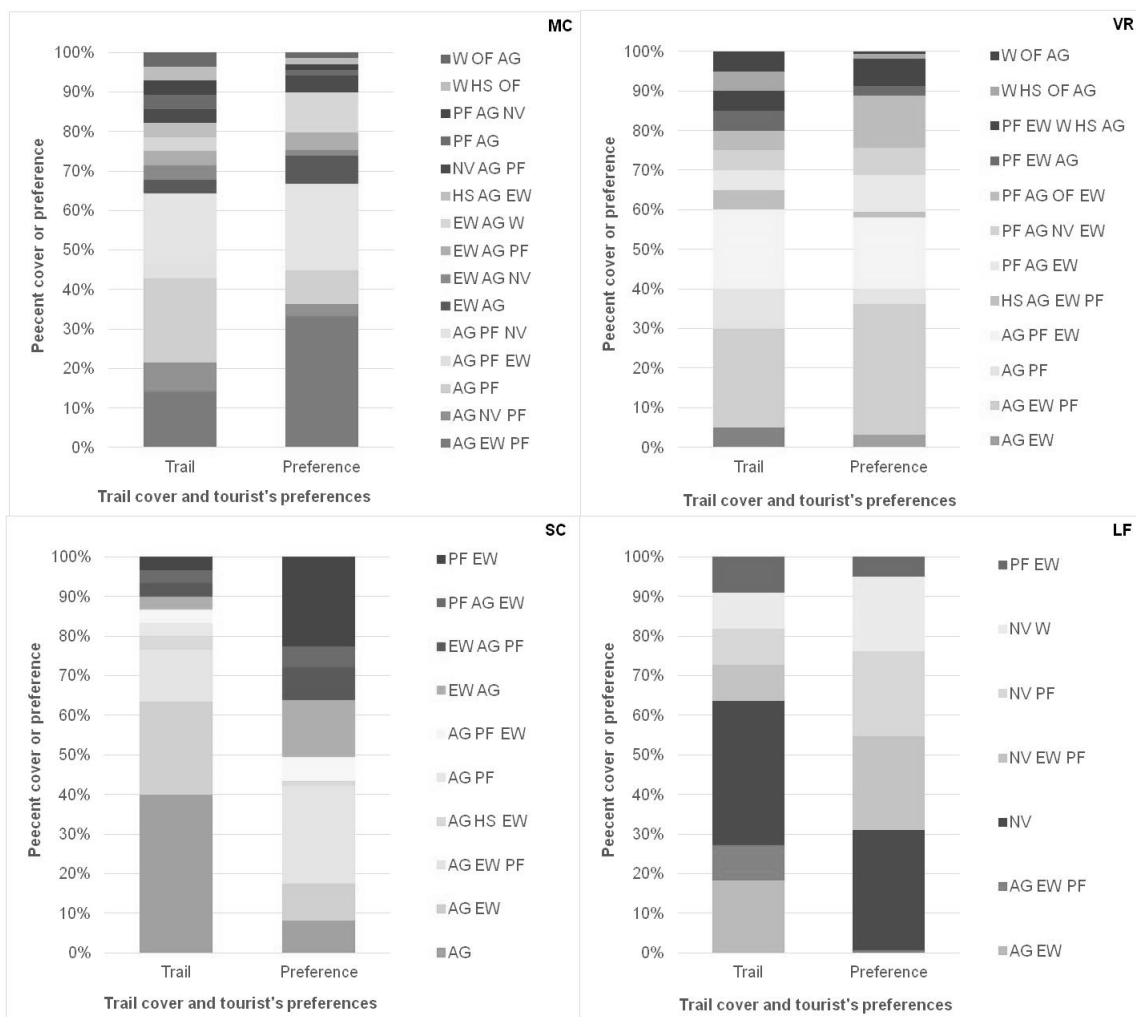 MC
100%
90%
80%
70%
60%
50%
40%
30%
20%
10%
0%
Peecent cover or preference
Trail
Preference
Trail cover and tourist's preferences
W OF AG
W HS OF
PF AG NV
PF AG
NV AG PF
HS AG EW
EW AG W
EW AG PF
EW AG NV
EW AG
AG PF NV
AG PF EW
AG PF
AG NV PF
AG EW PF
VR
100%
90%
80%
70%
60%
50%
40%
30%
20%
10%
0%
Peecent cover or preference
Trail
Preference
Trail cover and tourist's preferences
W OF AG
W HS OF AG
PF EW W HS AG
PF EW AG
PF AG OF EW
PF AG NV EW
PF AG EW
HS AG EW PF
AG PF EW
AG PF
AG EW PF
AG EW
SC
100%
90%
80%
70%
60%
50%
40%
30%
20%
10%
0%
Peecent cover or preference
Trail
Preference
Trail cover and tourist's preferences
PF EW
PF AG EW
EW AG PF
EW AG
AG PF EW
AG PF
AG HS EW
AG EW PF
AG EW
AG
LF
100%
90%
80%
70%
60%
50%
40%
30%
20%
10%
0%
Peecent cover or preference
Trail
Preference
Trail cover and tourist's preferences
PF EW
NV W
NV PF
NV EW PF
NV
AG EW PF
AG EW